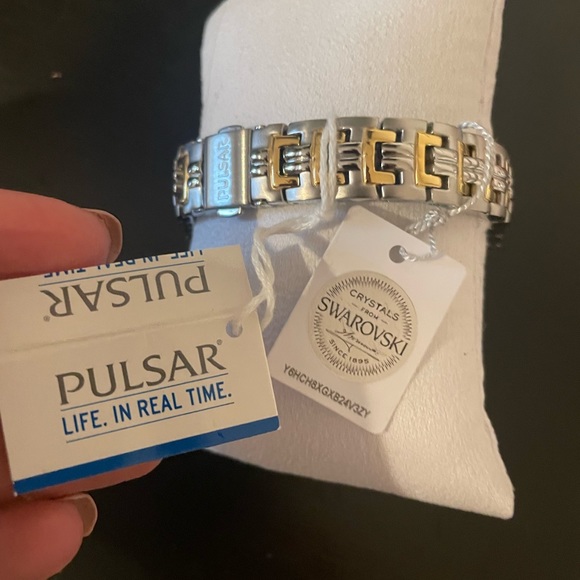 PULSAR
LIFE. IN REAL TIME
PULSAR®
PULSAR®
LIFE. IN REAL TIME.
CRYSTALS
FROM
SWAROVSKI
SINCE 1895
Y8HCH8XGXB24V3ZY